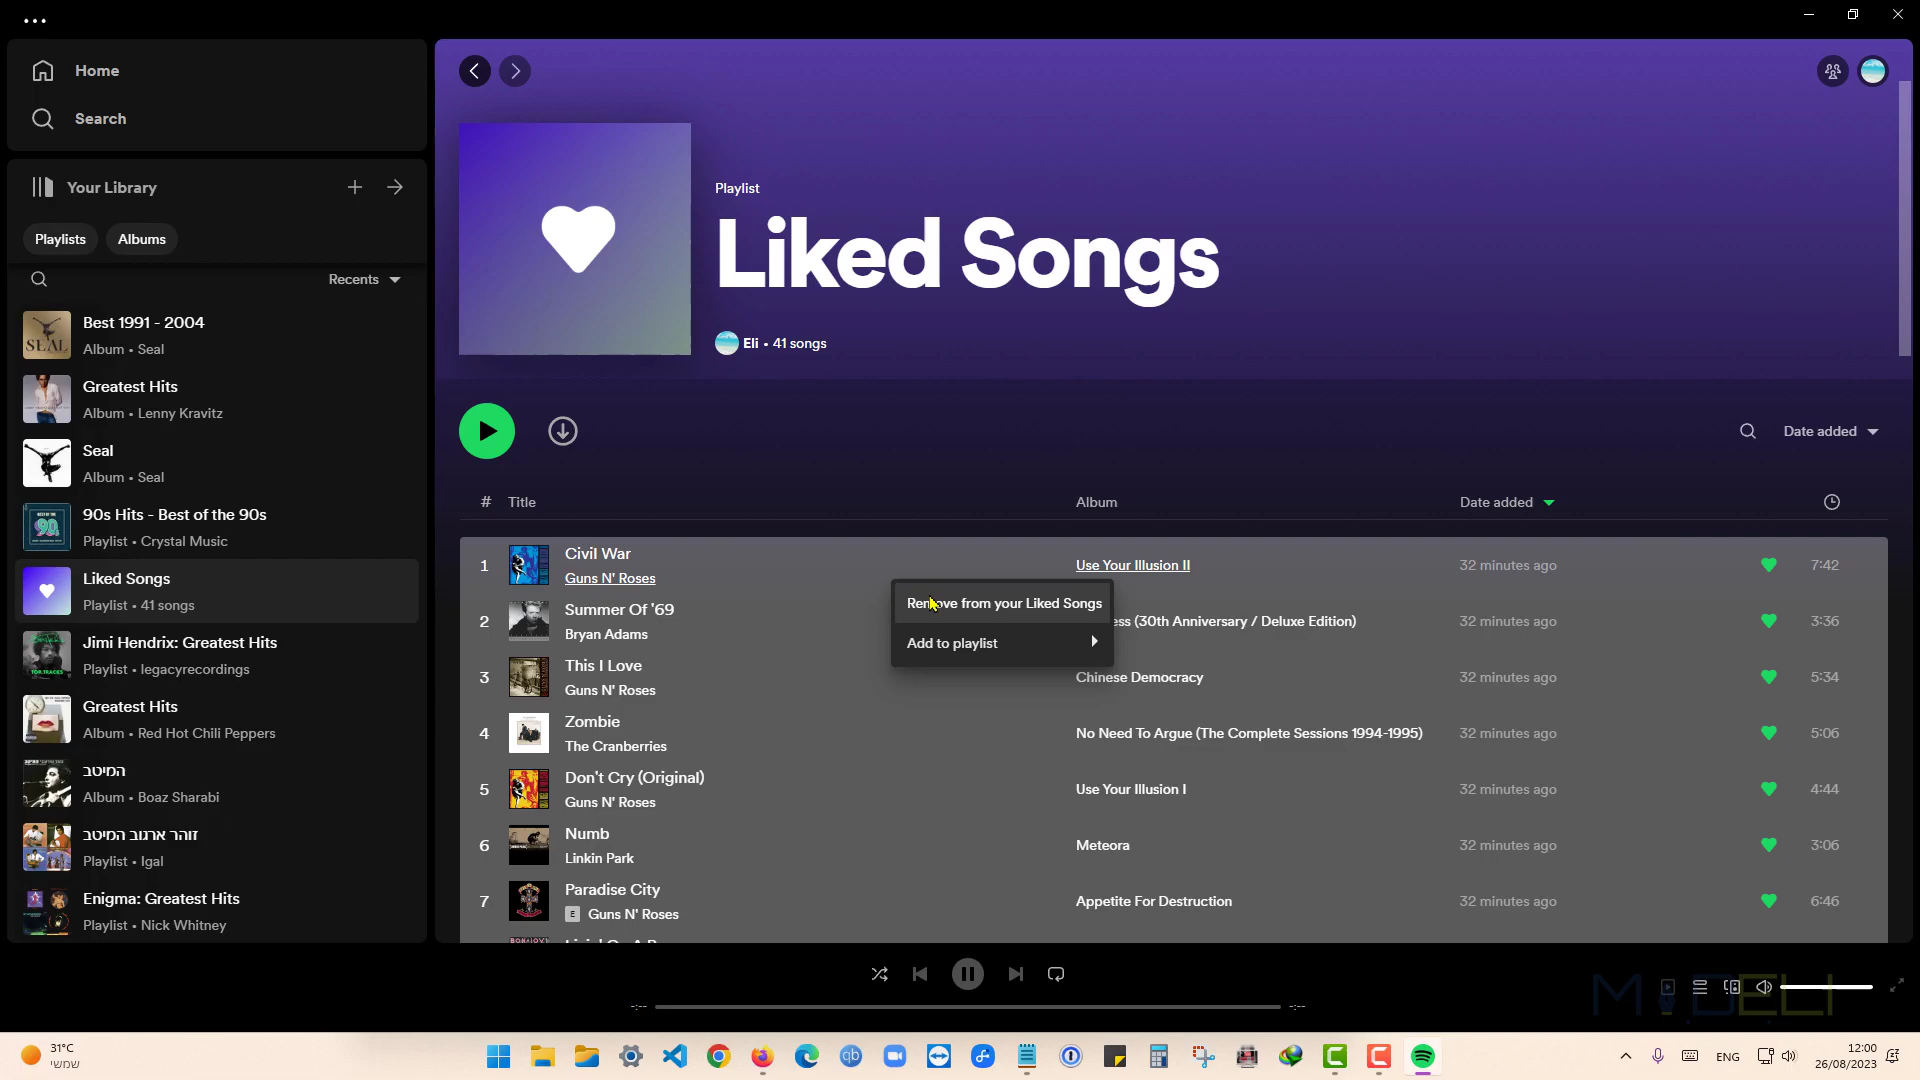 Home
Search
Your Library
Playlists Albums
Recents
SEAL
Best 1991 - 2004
Album • Seal
Greatest Hits
Album • Lenny Kravitz
Seal
Album • Seal
90s Hits - Best of the 90s
Playlist • Crystal Music
Liked Songs
Playlist • 41 songs
Jimi Hendrix: Greatest Hits
Playlist • legacyrecordings
Greatest Hits
Album • Red Hot Chili Peppers
המיטב
Album • Boaz Sharabi
זוהר ארגוב המיטב
Playlist • Igal
Enigma: Greatest Hits
Playlist • Nick Whitney
Playlist
Liked Songs
Eli • 41 songs
Date added
# Title Album Date added
1 Civil War Guns N' Roses Use Your Illusion II 32 minutes ago 7:42
Remove from your Liked Songs
Add to playlist
2 Summer Of '69 Bryan Adams ess (30th Anniversary / Deluxe Edition) 32 minutes ago 3:36
3 This I Love Guns N' Roses Chinese Democracy 32 minutes ago 5:34
4 Zombie The Cranberries No Need To Argue (The Complete Sessions 1994-1995) 32 minutes ago 5:06
5 Don't Cry (Original) Guns N' Roses Use Your Illusion I 32 minutes ago 4:44
6 Numb Linkin Park Meteora 32 minutes ago 3:06
7 Paradise City E Guns N' Roses Appetite For Destruction 32 minutes ago 6:46
-:-- -:--
31°C
שמשי
ENG
12:00
26/08/2023